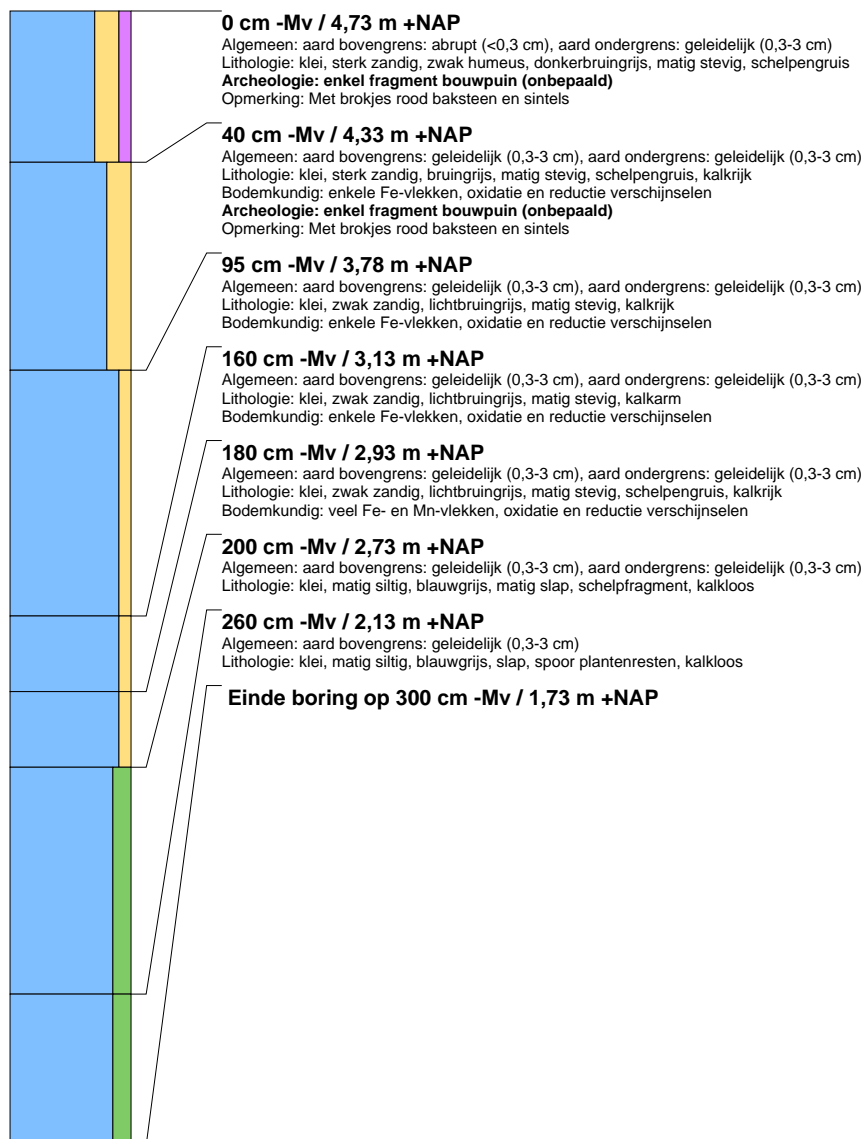 0 cm -Mv / 4,73 m +NAP
Algemeen: aard bovengrens: abrupt (<0,3 cm), aard ondergrens: geleidelijk (0,3-3 cm)
Lithologie: klei, sterk zandig, zwak humeus, donkerbruingrijs, matig stevig, schelpengruis
Archeologie: enkel fragment bouwpuin (onbepaald)
Opmerking: Met brokjes rood baksteen en sintels
40 cm -Mv / 4,33 m +NAP
Algemeen: aard bovengrens: geleidelijk (0,3-3 cm), aard ondergrens: geleidelijk (0,3-3 cm)
Lithologie: klei, sterk zandig, bruingrijs, matig stevig, schelpengruis, kalkrijk
Bodemkundig: enkele Fe-vlekken, oxidatie en reductie verschijnselen
Archeologie: enkel fragment bouwpuin (onbepaald)
Opmerking: Met brokjes rood baksteen en sintels
95 cm -Mv / 3,78 m +NAP
Algemeen: aard bovengrens: geleidelijk (0,3-3 cm), aard ondergrens: geleidelijk (0,3-3 cm)
Lithologie: klei, zwak zandig, lichtbruingrijs, matig stevig, kalkrijk
Bodemkundig: enkele Fe-vlekken, oxidatie en reductie verschijnselen
160 cm -Mv / 3,13 m +NAP
Algemeen: aard bovengrens: geleidelijk (0,3-3 cm), aard ondergrens: geleidelijk (0,3-3 cm)
Lithologie: klei, zwak zandig, lichtbruingrijs, matig stevig, kalkarm
Bodemkundig: enkele Fe-vlekken, oxidatie en reductie verschijnselen
180 cm -Mv / 2,93 m +NAP
Algemeen: aard bovengrens: geleidelijk (0,3-3 cm), aard ondergrens: geleidelijk (0,3-3 cm)
Lithologie: klei, zwak zandig, lichtbruingrijs, matig stevig, schelpengruis, kalkrijk
Bodemkundig: veel Fe- en Mn-vlekken, oxidatie en reductie verschijnselen
200 cm -Mv / 2,73 m +NAP
Algemeen: aard bovengrens: geleidelijk (0,3-3 cm), aard ondergrens: geleidelijk (0,3-3 cm)
Lithologie: klei, matig siltig, blauwgrijs, matig slap, schelpfragment, kalkloos
260 cm -Mv / 2,13 m +NAP
Algemeen: aard bovengrens: geleidelijk (0,3-3 cm)
Lithologie: klei, matig siltig, blauwgrijs, slap, spoor plantenresten, kalkloos
Einde boring op 300 cm -Mv / 1,73 m +NAP